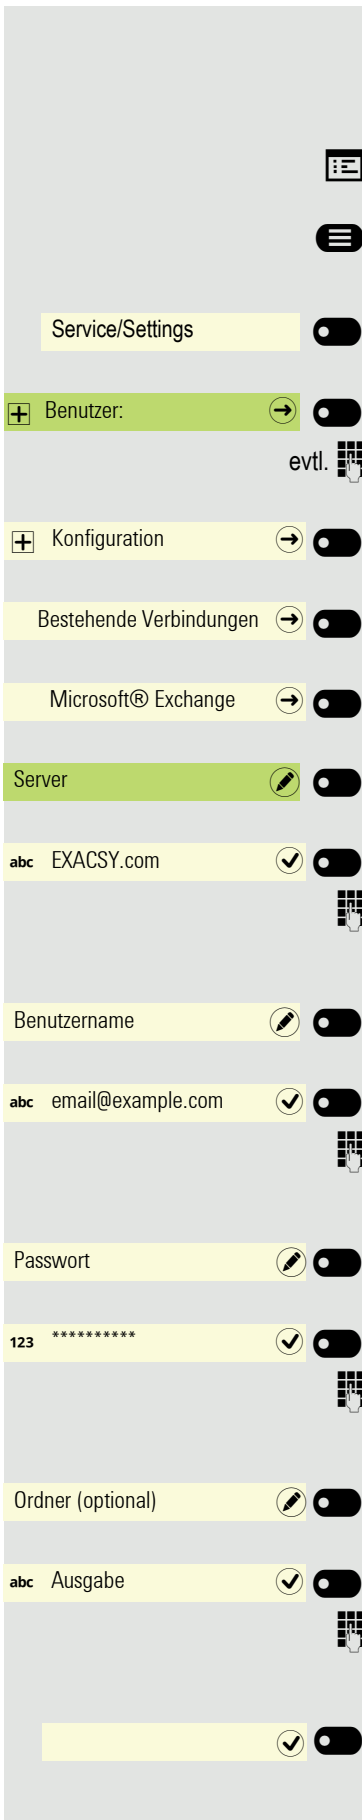 Service/Settings
Benutzer:
evtl.
Konfiguration
Bestehende Verbindungen
Microsoft® Exchange
Server
abc EXACSY.com
Benutzername
abc email@example.com
Passwort
123 **********
Ordner (optional)
abc Ausgabe